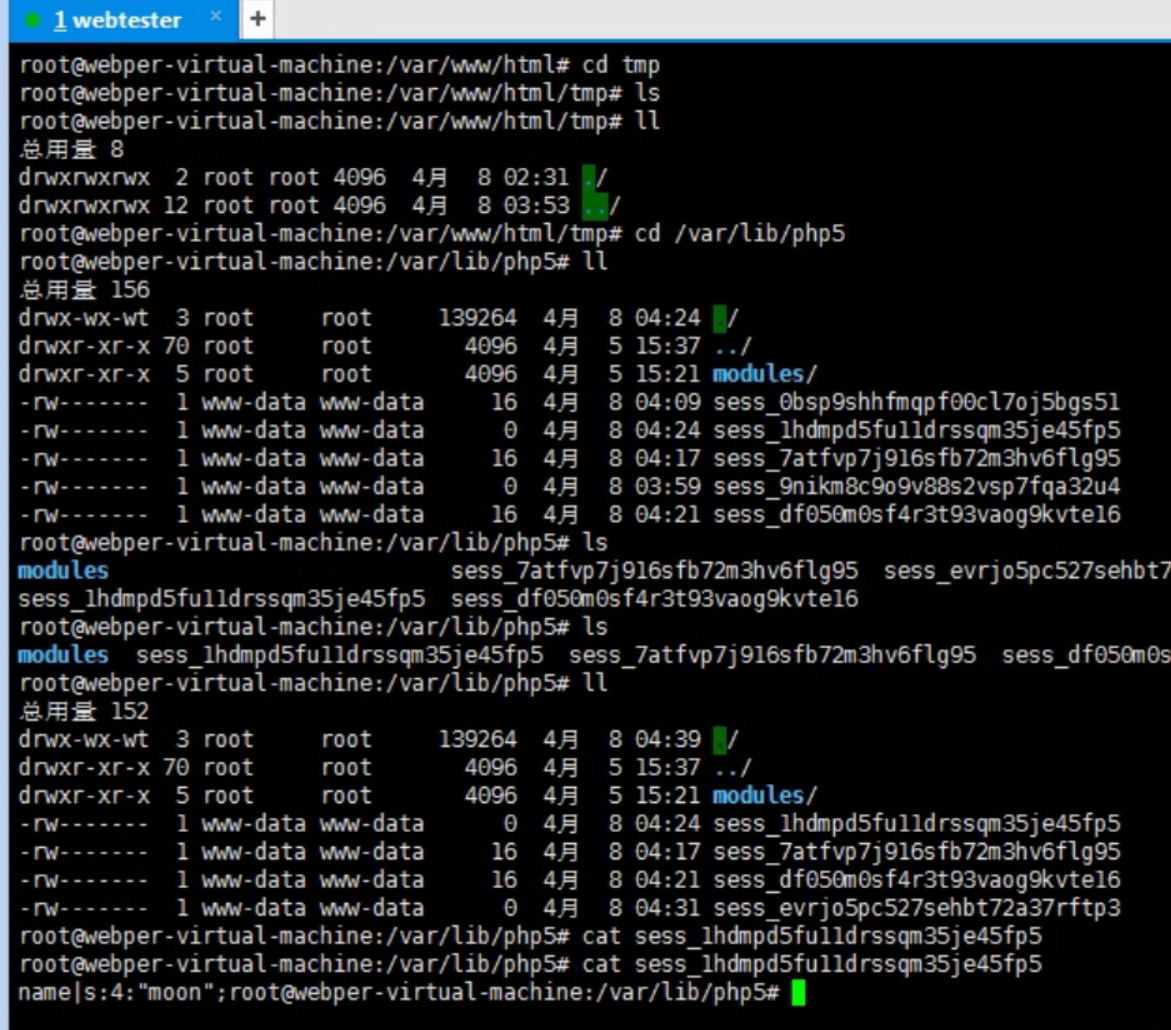 1 webtester × +
root@webper-virtual-machine:/var/www/html# cd tmp
root@webper-virtual-machine:/var/www/html/tmp# ls
root@webper-virtual-machine:/var/www/html/tmp# ll
总用量 8
drwxrwxrwx  2 root root 4096  4月  8 02:31 ./
drwxrwxrwx 12 root root 4096  4月  8 03:53 ../
root@webper-virtual-machine:/var/www/html/tmp# cd /var/lib/php5
root@webper-virtual-machine:/var/lib/php5# ll
总用量 156
drwx-wx-wt  3 root     root     139264  4月  8 04:24 ./
drwxr-xr-x 70 root     root       4096  4月  5 15:37 ../
drwxr-xr-x  5 root     root       4096  4月  5 15:21 modules/
-rw-------  1 www-data www-data     16  4月  8 04:09 sess_0bsp9shhfmqpf00cl7oj5bgs51
-rw-------  1 www-data www-data      0  4月  8 04:24 sess_1hdmpd5fu11drssqm35je45fp5
-rw-------  1 www-data www-data     16  4月  8 04:17 sess_7atfvp7j916sfb72m3hv6flg95
-rw-------  1 www-data www-data      0  4月  8 03:59 sess_9nikm8c9o9v88s2vsp7fqa32u4
-rw-------  1 www-data www-data     16  4月  8 04:21 sess_df050m0sf4r3t93vaog9kvte16
root@webper-virtual-machine:/var/lib/php5# ls
modules                          sess_7atfvp7j916sfb72m3hv6flg95  sess_evrjo5pc527sehbt7
sess_1hdmpd5fu11drssqm35je45fp5  sess_df050m0sf4r3t93vaog9kvte16
root@webper-virtual-machine:/var/lib/php5# ls
modules  sess_1hdmpd5fu11drssqm35je45fp5  sess_7atfvp7j916sfb72m3hv6flg95  sess_df050m0s
root@webper-virtual-machine:/var/lib/php5# ll
总用量 152
drwx-wx-wt  3 root     root     139264  4月  8 04:39 ./
drwxr-xr-x 70 root     root       4096  4月  5 15:37 ../
drwxr-xr-x  5 root     root       4096  4月  5 15:21 modules/
-rw-------  1 www-data www-data      0  4月  8 04:24 sess_1hdmpd5fu11drssqm35je45fp5
-rw-------  1 www-data www-data     16  4月  8 04:17 sess_7atfvp7j916sfb72m3hv6flg95
-rw-------  1 www-data www-data     16  4月  8 04:21 sess_df050m0sf4r3t93vaog9kvte16
-rw-------  1 www-data www-data      0  4月  8 04:31 sess_evrjo5pc527sehbt72a37rftp3
root@webper-virtual-machine:/var/lib/php5# cat sess_1hdmpd5fu11drssqm35je45fp5
root@webper-virtual-machine:/var/lib/php5# cat sess_1hdmpd5fu11drssqm35je45fp5
name|s:4:"moon";root@webper-virtual-machine:/var/lib/php5#